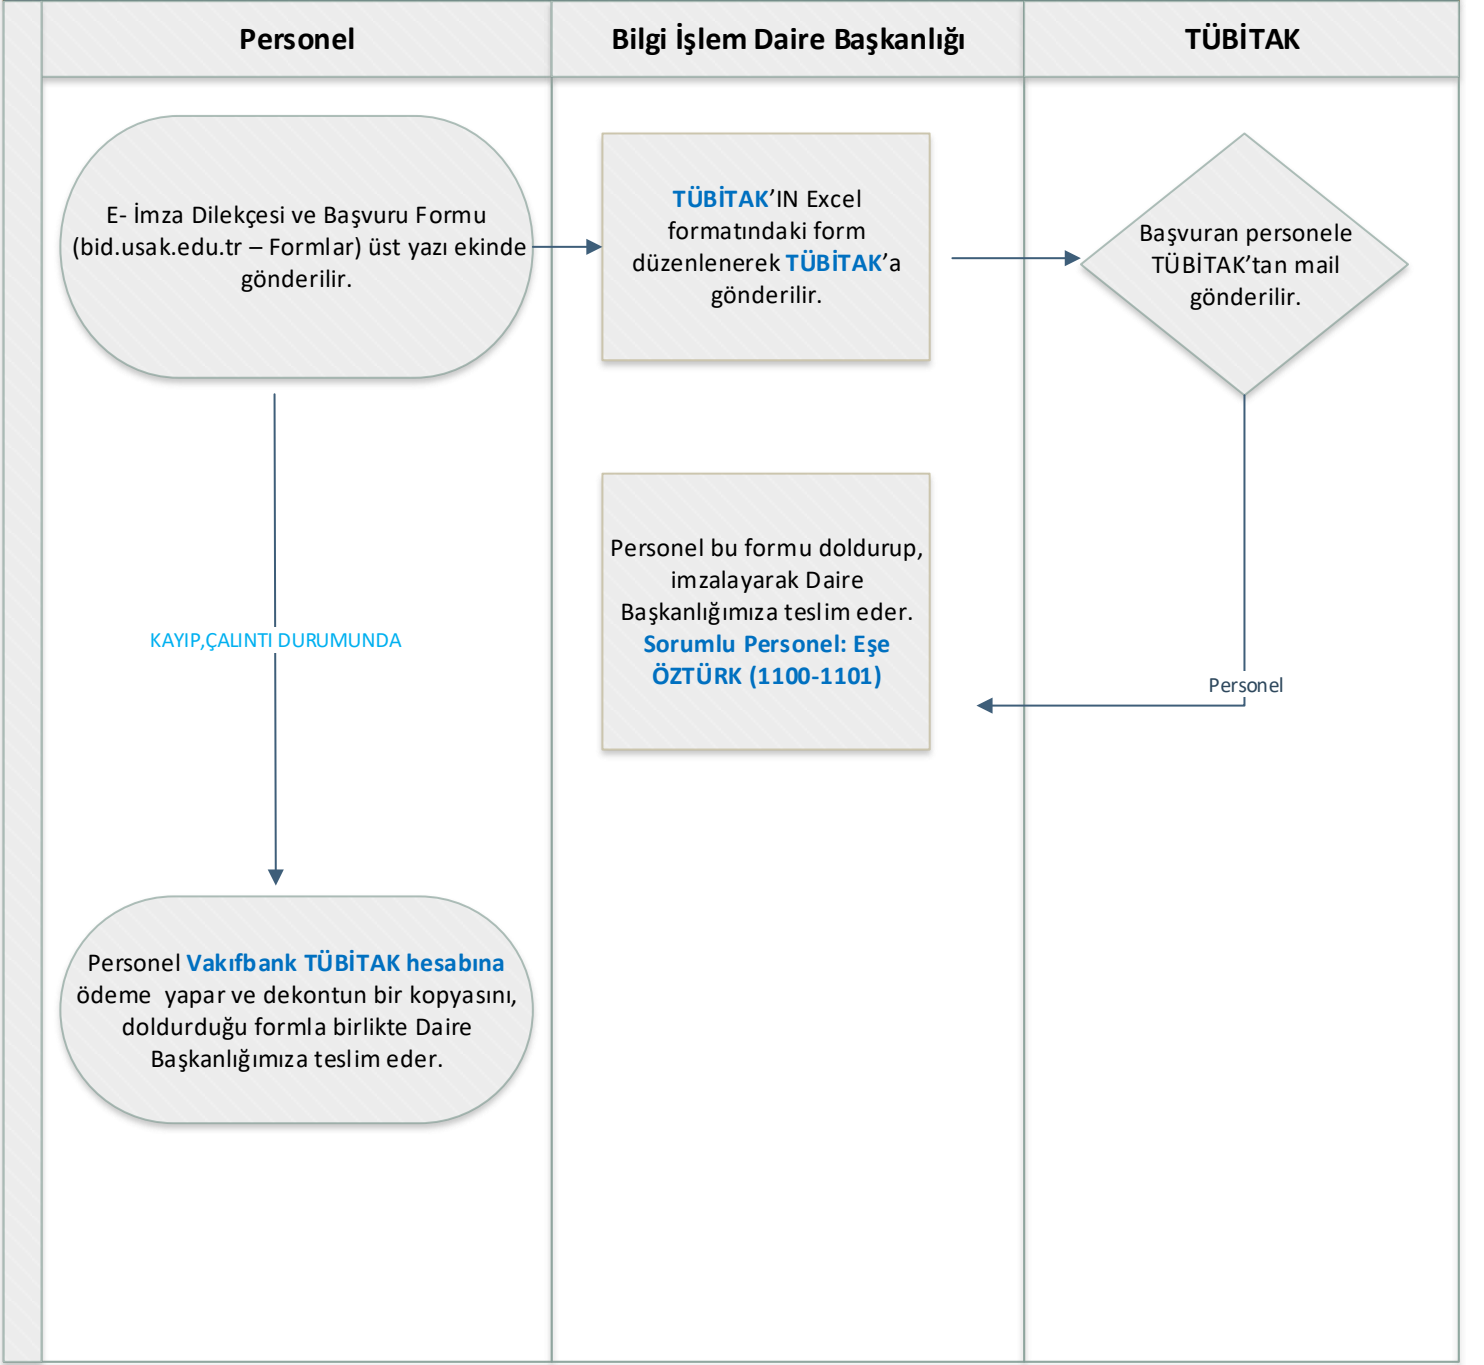 Personel
Bilgi İşlem Daire Başkanlığı
TÜBİTAK
E- İmza Dilekçesi ve Başvuru Formu
(bid.usak.edu.tr – Formlar) üst yazı ekinde
gönderilir.
TÜBİTAK’IN Excel
formatındaki form
düzenlenerek TÜBİTAK’a
gönderilir.
Başvuran personele
TÜBİTAK’tan mail
gönderilir.
Personel bu formu doldurup,
imzalayarak Daire
Başkanlığımıza teslim eder.
Sorumlu Personel: Eşe
ÖZTÜRK (1100-1101)
KAYIP,ÇALINTI DURUMUNDA
Personel
Personel Vakıfbank TÜBİTAK hesabına
ödeme  yapar ve dekontun bir kopyasını,
doldurduğu formla birlikte Daire
Başkanlığımıza teslim eder.